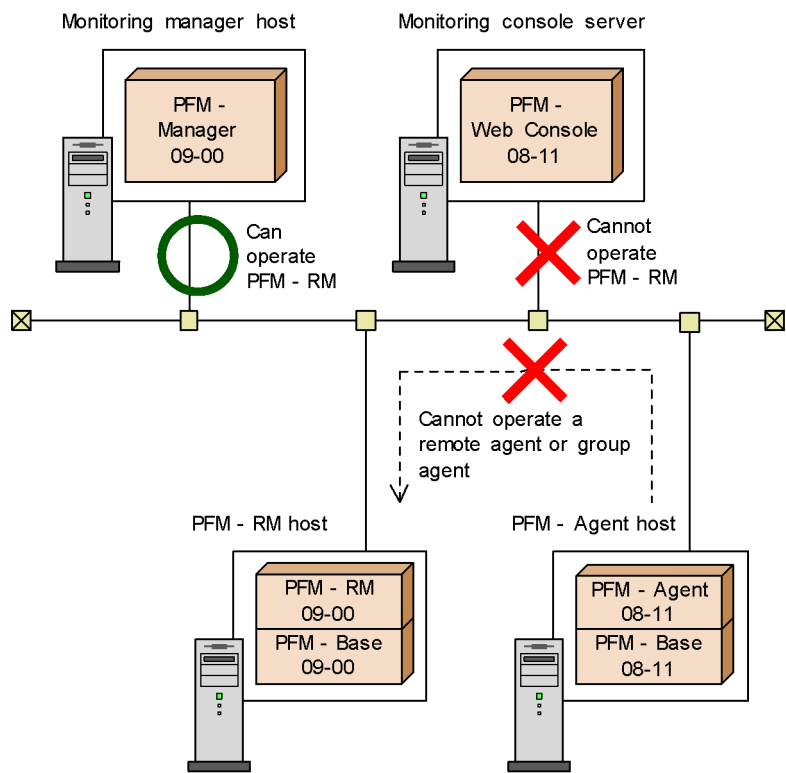 Monitoring manager host
Monitoring console server
PFM -
Manager
09-00
PFM -
Web Console
08-11
Can
operate
PFM - RM
Cannot
operate
PFM - RM
Cannot operate a
remote agent or group
agent
PFM - RM host
PFM - Agent host
PFM - RM
09-00
PFM - Base
09-00
PFM - Agent
08-11
PFM - Base
08-11